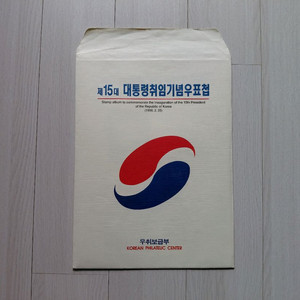 제15대 대통령취임기념우표첩
Stamp album to commemorate the Inauguration of the 15th President
of the Republic of Korea
(1998. 2. 25)
우취보급부
KOREAN PHILATELIC CENTER